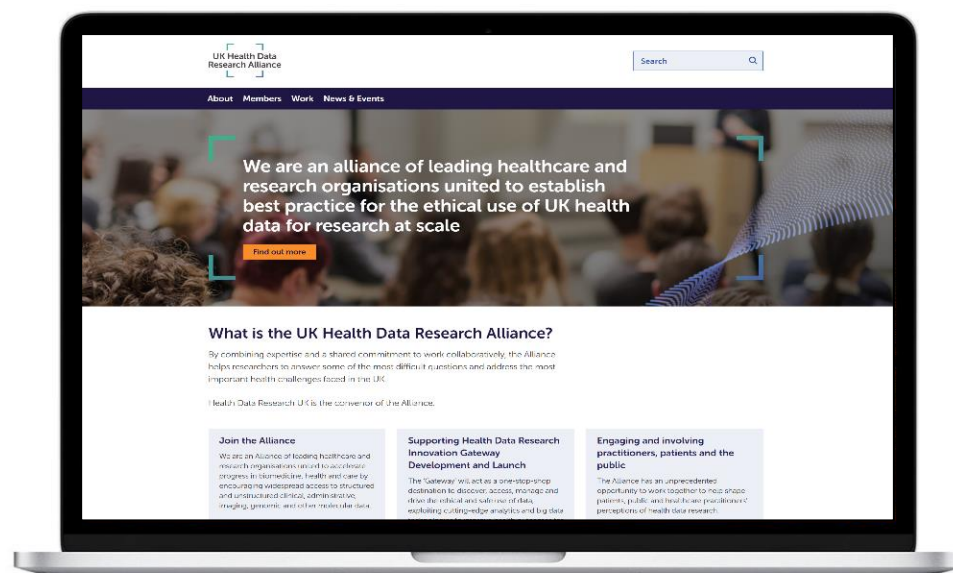 UK Health Data
Research Alliance
Search
About Members Work News & Events
We are an alliance of leading healthcare and
research organisations united to establish
best practice for the ethical use of UK health
data for research at scale
Find out more
What is the UK Health Data Research Alliance?
By combining expertise and a shared commitment to work collaboratively, the Alliance
helps researchers to answer some of the most difficult questions and address the most
important health challenges faced in the UK.
Health Data Research UK is the convenor of the Alliance.
Join the Alliance
We are an Alliance of leading healthcare and
research organisations united to accelerate
progress in biomedicine, health and care by
encouraging widespread access to structured
and unstructured clinical, administrative,
imaging, genomic and other molecular data.
Supporting Health Data Research
Innovation Gateway
Development and Launch
The 'Gateway' will act as a one-stop-shop
destination to discover, access, manage and
drive the ethical and safe use of data,
exploiting cutting-edge analytics and big data
Engaging and involving
practitioners, patients and the
public
The Alliance has an unprecedented
opportunity to work together to help shape
patients, public and healthcare practitioners'
perceptions of health data research.